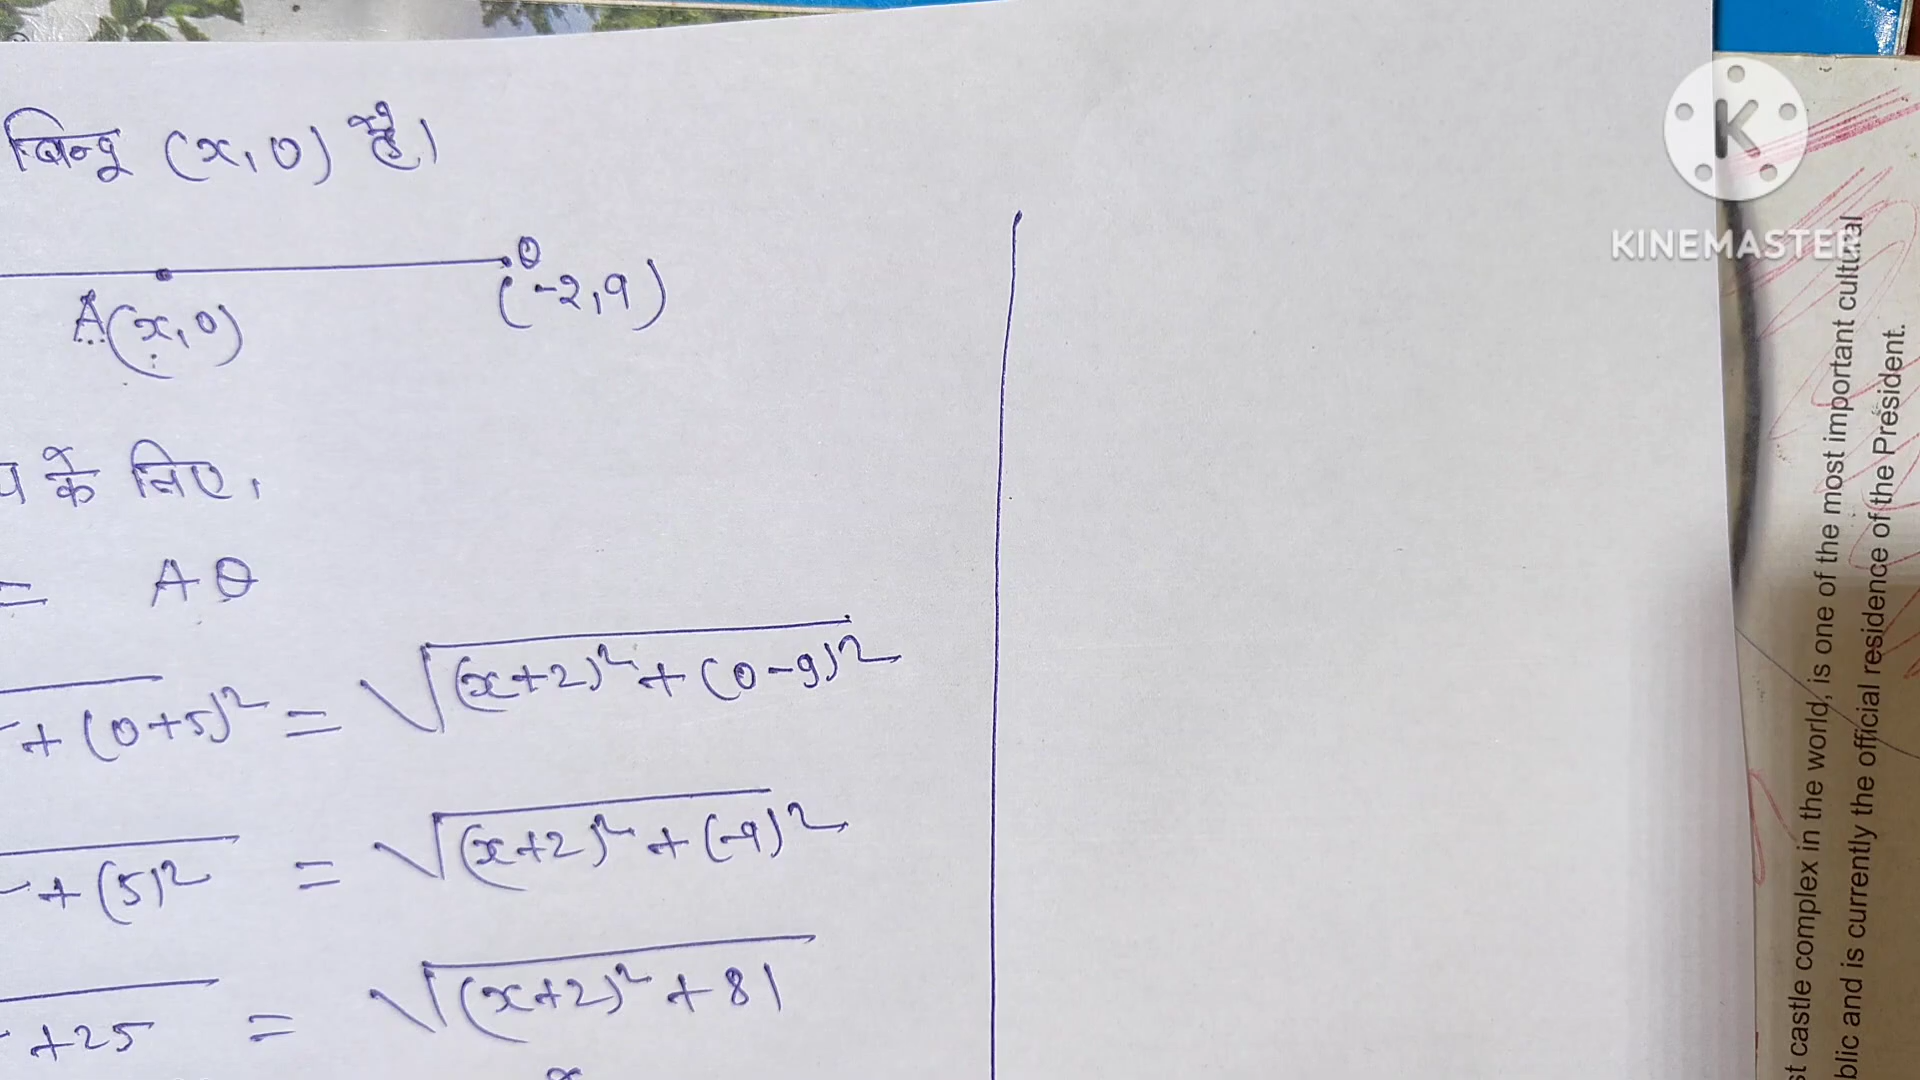 बिन्दु (x, 0) है।
Q
A(x, 0)
(-2, 9)
प के लिए,
= AQ
+ (0+5)² = √(x+2)² + (0-9)²
+ (5)² = √(x+2)² + (-9)²
+25 = √(x+2)² + 81
K
KINEMASTER
st castle complex in the world, is one of the most important cultural
blic and is currently the official residence of the President.